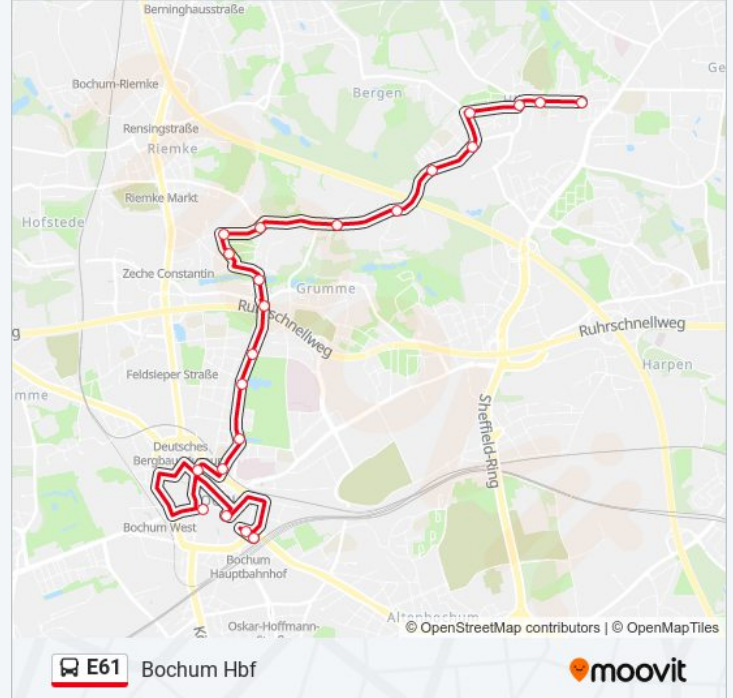 Berninghausstraße
Ge
Bochum-Riemke
Bergen
Rensingstraße
Riemke
Riemke Markt
Hofstede
Zeche Constantin
Grumme
Ruhrschnellweg
Ruhrschnellweg
g
Harpen
Feldsieper Straße
mme
Sheffield-Ring
Deutsches
Bochum West
Bochum
Hauptbahnhof
Altenbochum
Oskar-Hoffmann-
© OpenStreetMap contributors | © OpenMapTiles
E61 Bochum Hbf
moovit